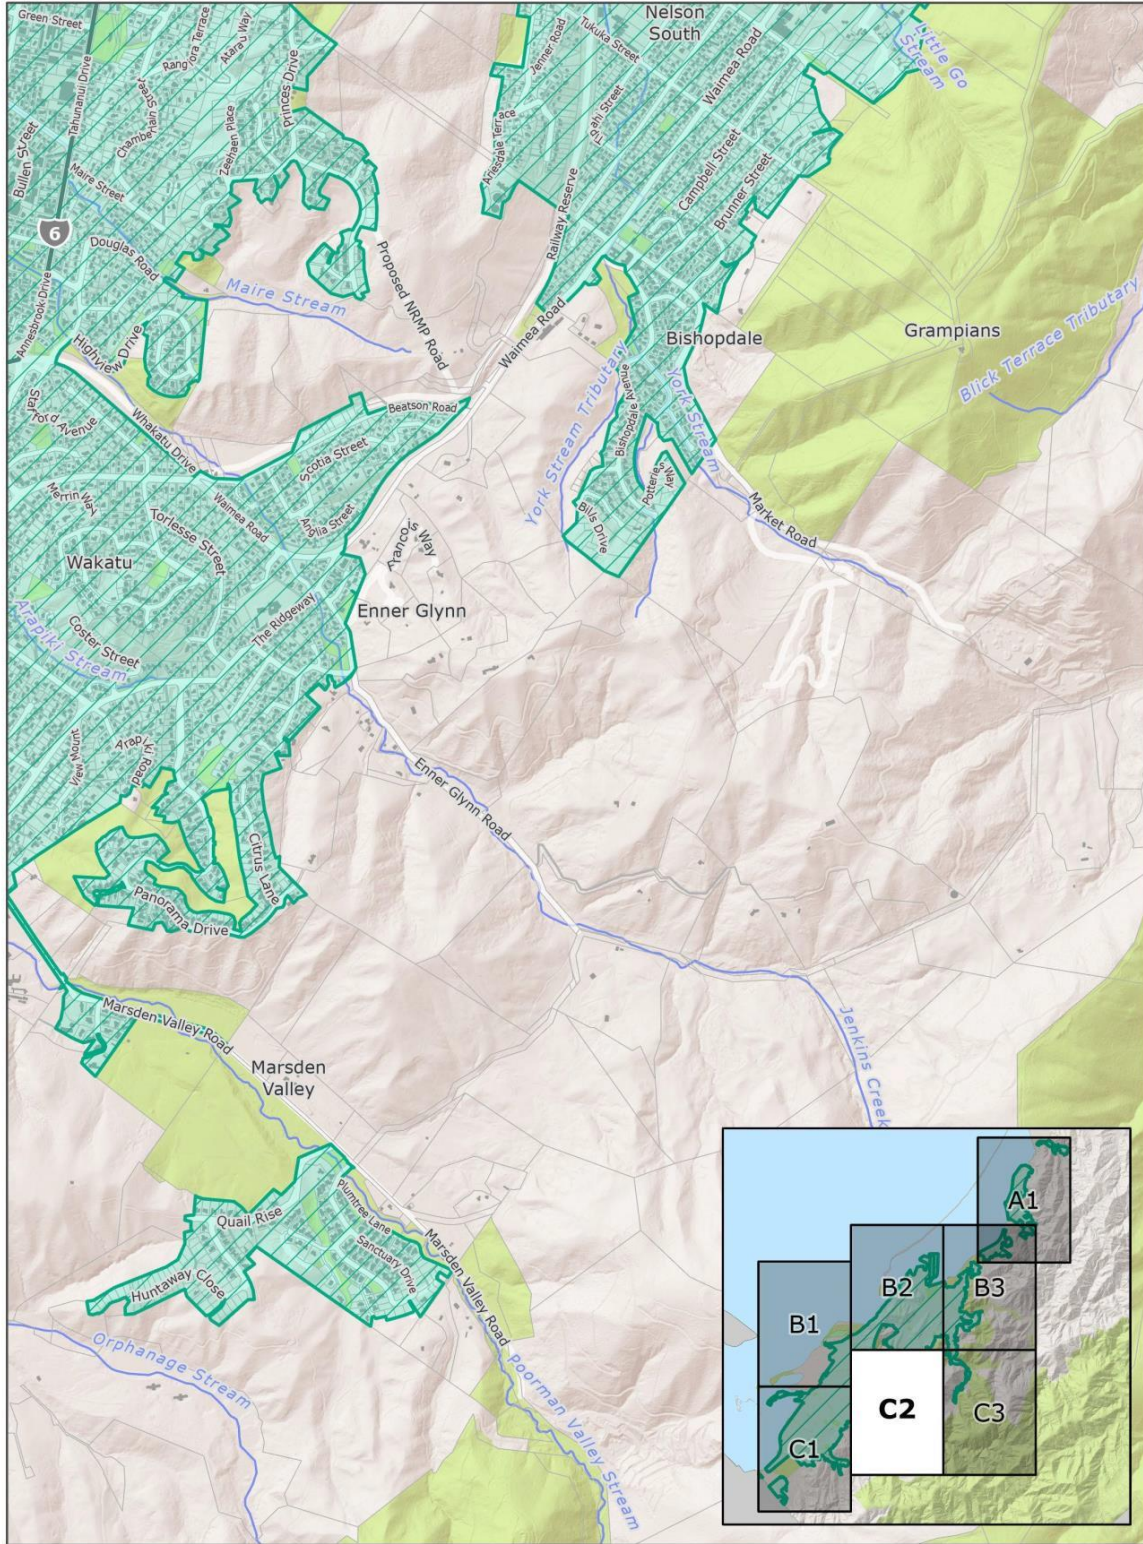 Green Street
Rangiora Terrace
Atarau Way
Nelson
South
Tukuka Street
Little Go
Stream
Jenner Road
Waimea Road
Tahunanui Drive
Princes Drive
Chamberlain Street
Zeehaen Place
Bullen Street
Maire Street
Ariesdale Terrace
Tipahi Street
Campbell Street
Brunner Street
6
Douglas Road
Railway Reserve
Maire Stream
Proposed NRMP Road
Annesbrook Drive
Highview Drive
Waimea Road
Bishopdale
Grampians
Blick Terrace Tributary
Beatson Road
Whakatu Drive
Scotia Street
York Stream Tributary
Bishopdale Avenue
York Stream
Merrin Way
Torlesse Street
Waimea Road
Anglia Street
Potteries Way
Bills Drive
Market Road
Wakatu
Francois Way
Enner Glynn
The Ridgeway
Coster Street
Arapiki Stream
View Mount
Arapiki Road
Enner Glynn Road
Citrus Lane
Panorama Drive
Marsden Valley Road
Jenkins Creek
Marsden
Valley
Plumtree Lane
Quail Rise
Sanctuary Drive
Marsden Valley Road
Huntaway Close
Orphanage Stream
Poorman Valley Stream
A1
B2
B3
B1
C2
C3
C1